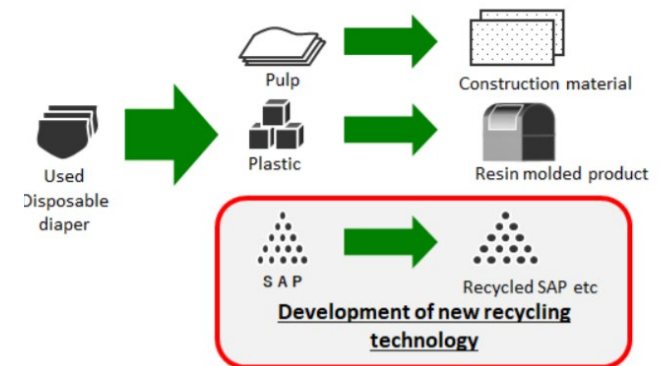 Pulp
Construction material
Used
Disposable
diaper
Plastic
Resin molded product
SAP
Recycled SAP etc
Development of new recycling
technology